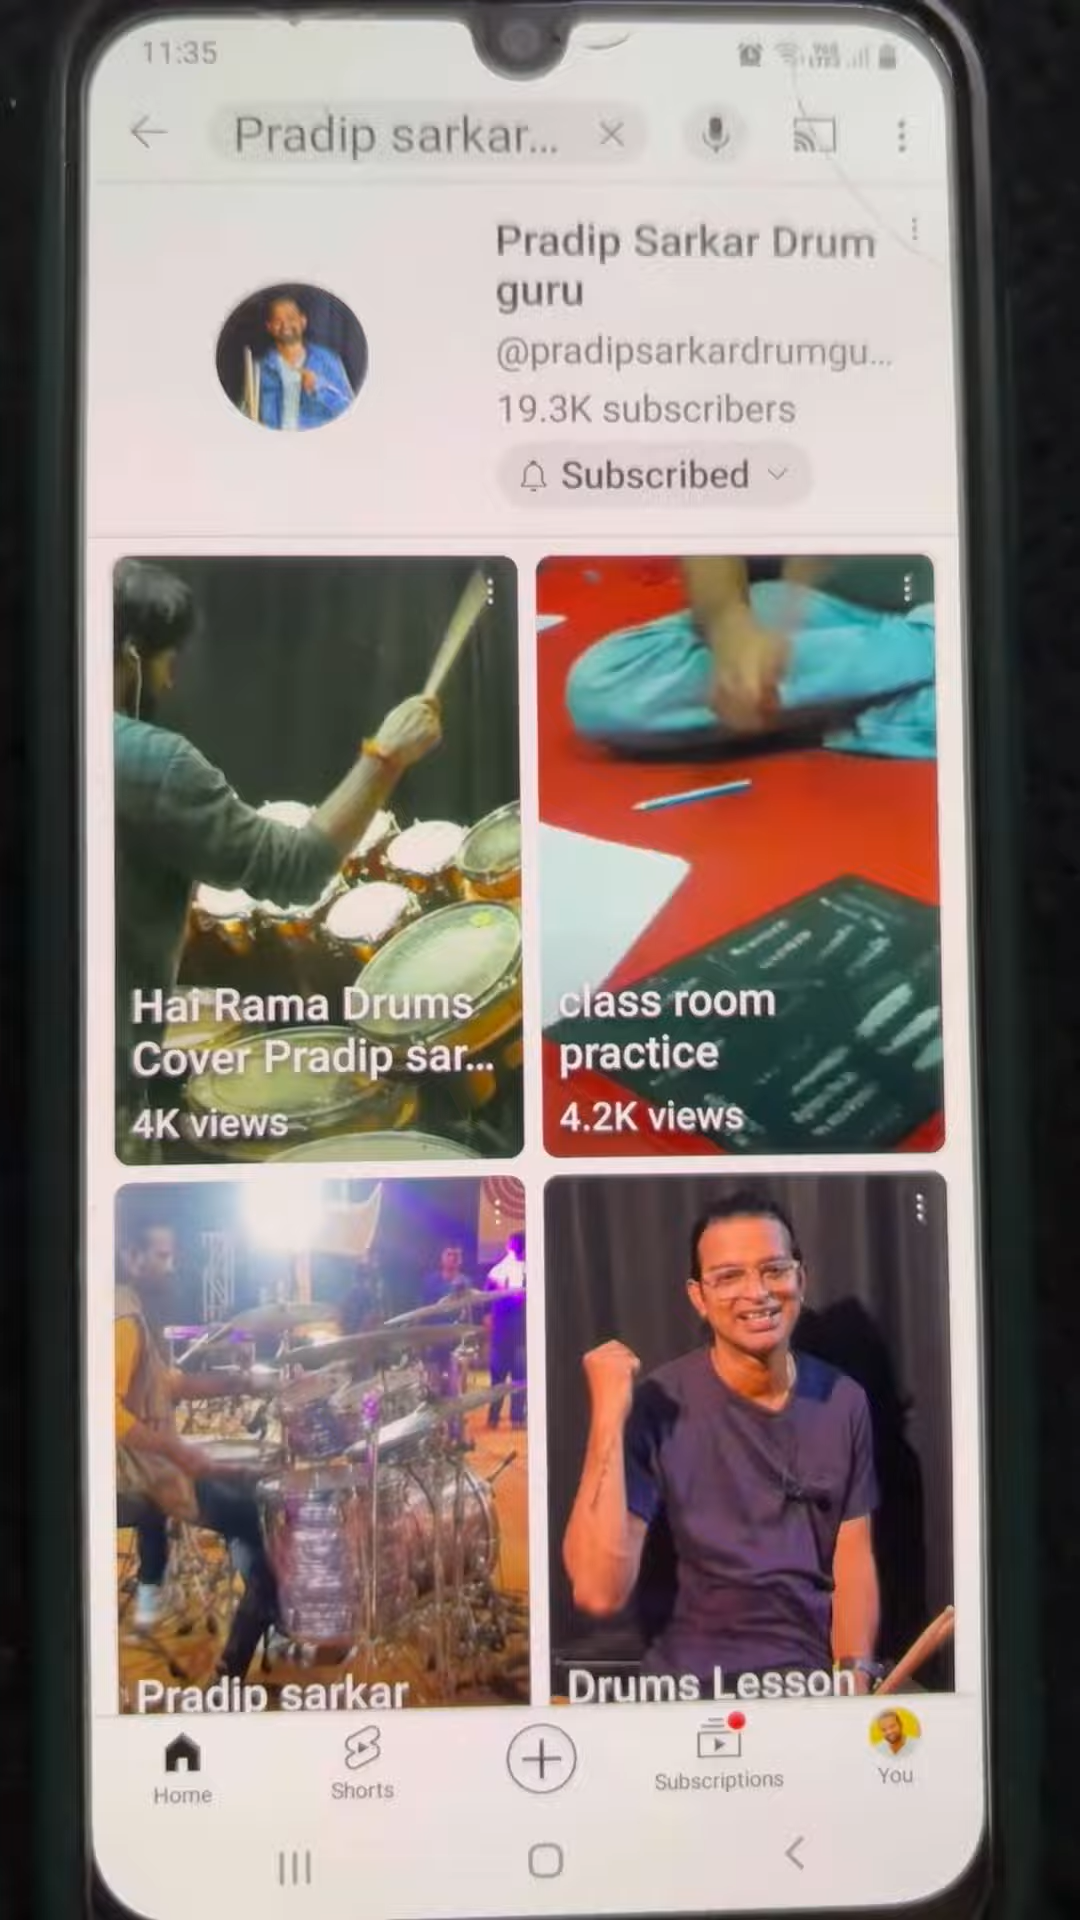 11:35
Pradip sarkar...
Pradip Sarkar Drum
guru
@pradipsarkardrumgu...
19.3K subscribers
Subscribed
Hai Rama Drums
Cover Pradip sar...
4K views
class room
practice
4.2K views
Pradip sarkar
Drums Lesson
Home
Shorts
Subscriptions
You